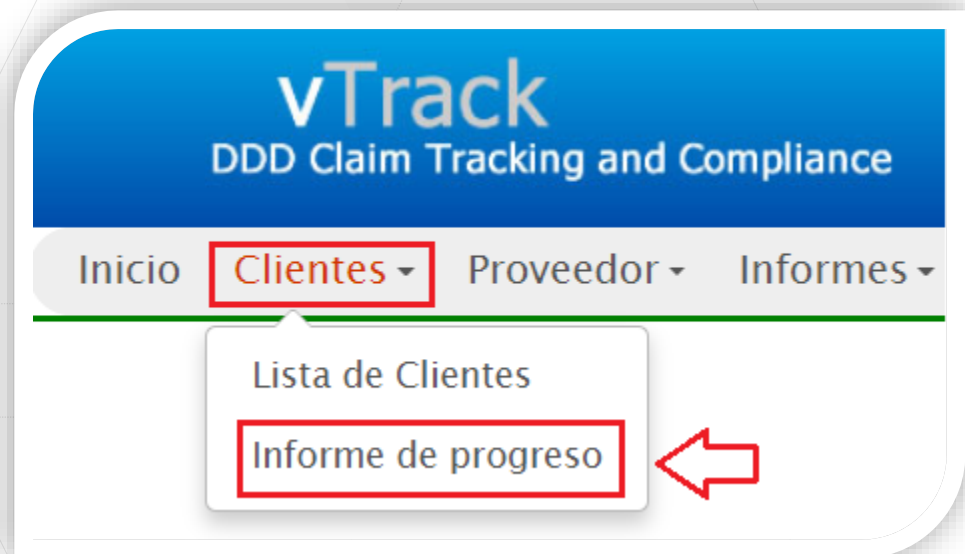 vTrack
DDD Claim Tracking and Compliance
Inicio Clientes Proveedor Informes
Lista de Clientes
Informe de progreso